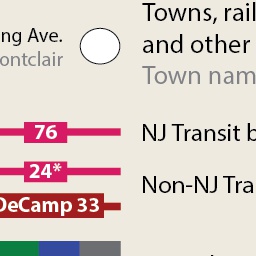 ng Ave.
ontclair
Towns, rail
and other
Town nam
76
NJ Transit b
24*
Non-NJ Tra
DeCamp 33